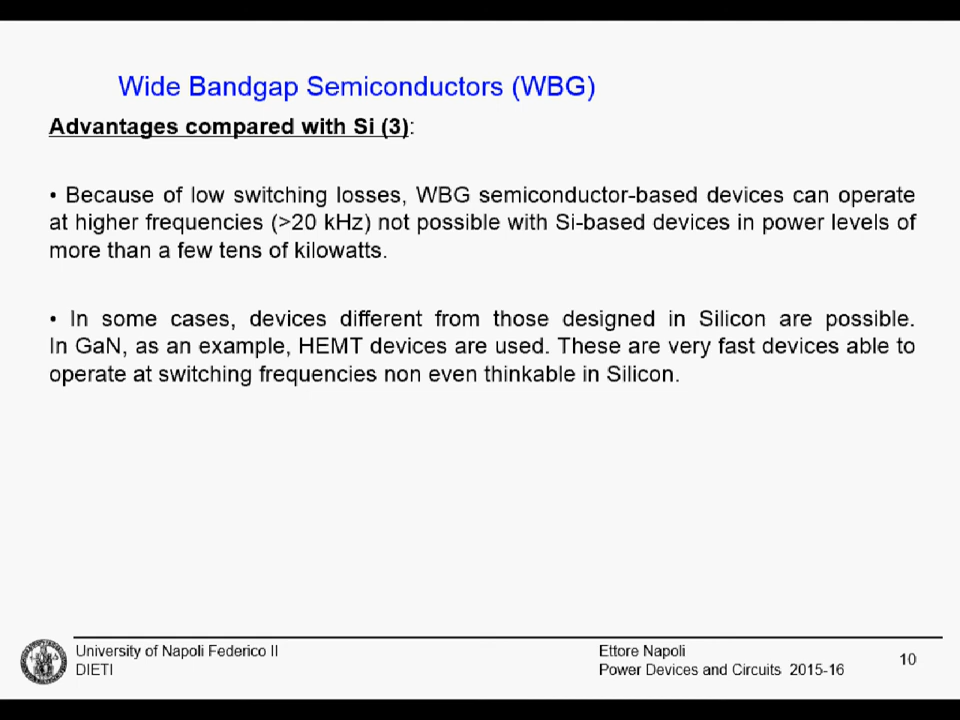 Wide Bandgap Semiconductors (WBG)
Advantages compared with Si (3):
• Because of low switching losses, WBG semiconductor-based devices can operate
at higher frequencies (>20 kHz) not possible with Si-based devices in power levels of
more than a few tens of kilowatts.
• In some cases, devices different from those designed in Silicon are possible.
In GaN, as an example, HEMT devices are used. These are very fast devices able to
operate at switching frequencies non even thinkable in Silicon.
University of Napoli Federico II
DIETI
Ettore Napoli
Power Devices and Circuits 2015-16
10